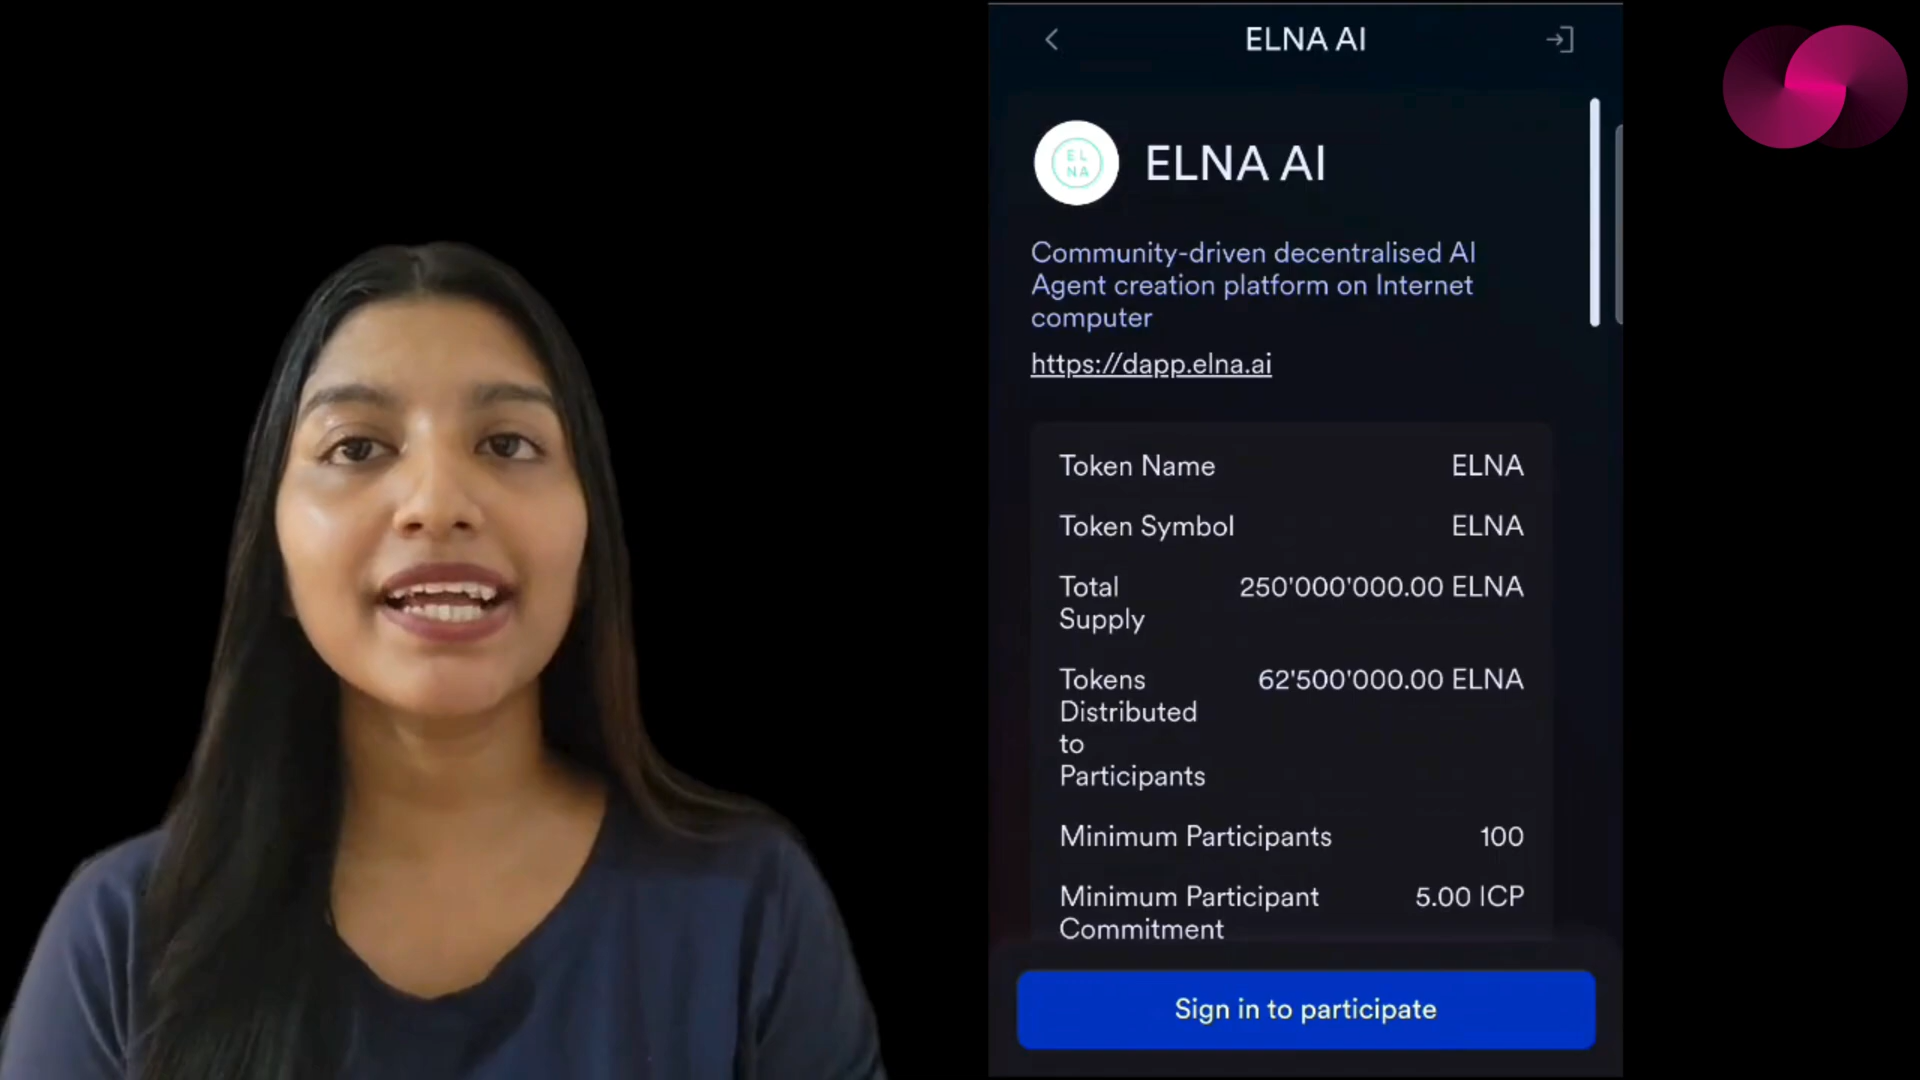 ELNA AI
EL
NA
ELNA AI
Community-driven decentralised AI
Agent creation platform on Internet
computer
https://dapp.elna.ai
Token Name ELNA
Token Symbol ELNA
Total 250'000'000.00 ELNA
Supply
Tokens 62'500'000.00 ELNA
Distributed
to
Participants
Minimum Participants 100
Minimum Participant 5.00 ICP
Commitment
Sign in to participate